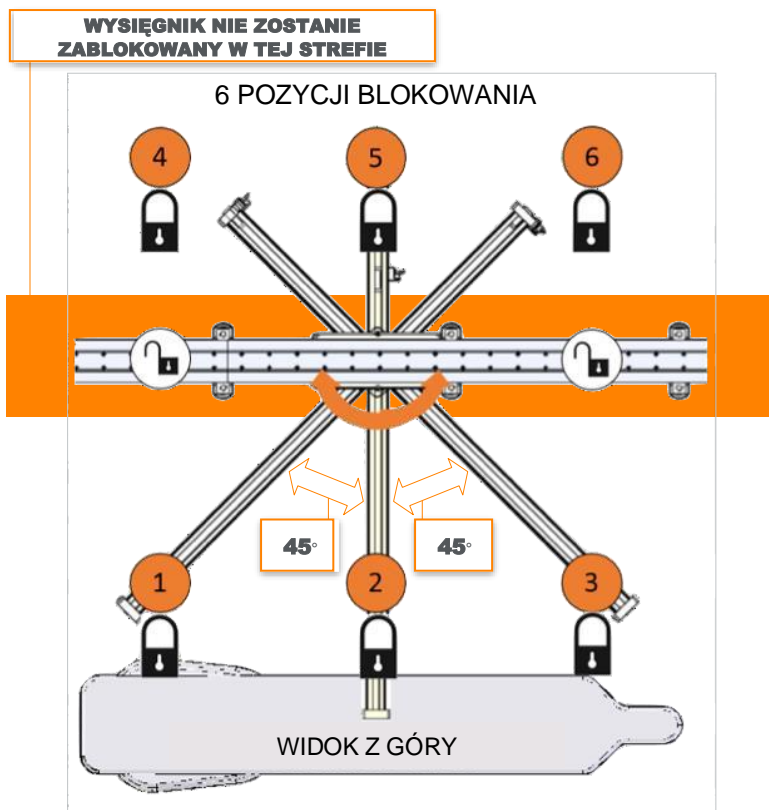 WYSIĘGNIK NIE ZOSTANIE
ZABLOKOWANY W TEJ STREFIE
6 POZYCJI BLOKOWANIA
4
5
6
45°
45°
1
2
3
WIDOK Z GÓRY